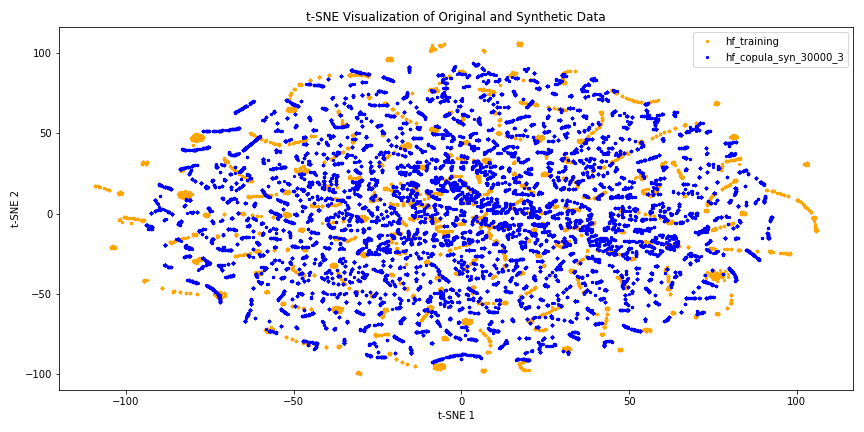 t-SNE Visualization of Original and Synthetic Data
hf_training
hf_copula_syn_30000_3
100
50
0
−50
−100
t-SNE 2
−100
−50
0
50
100
t-SNE 1